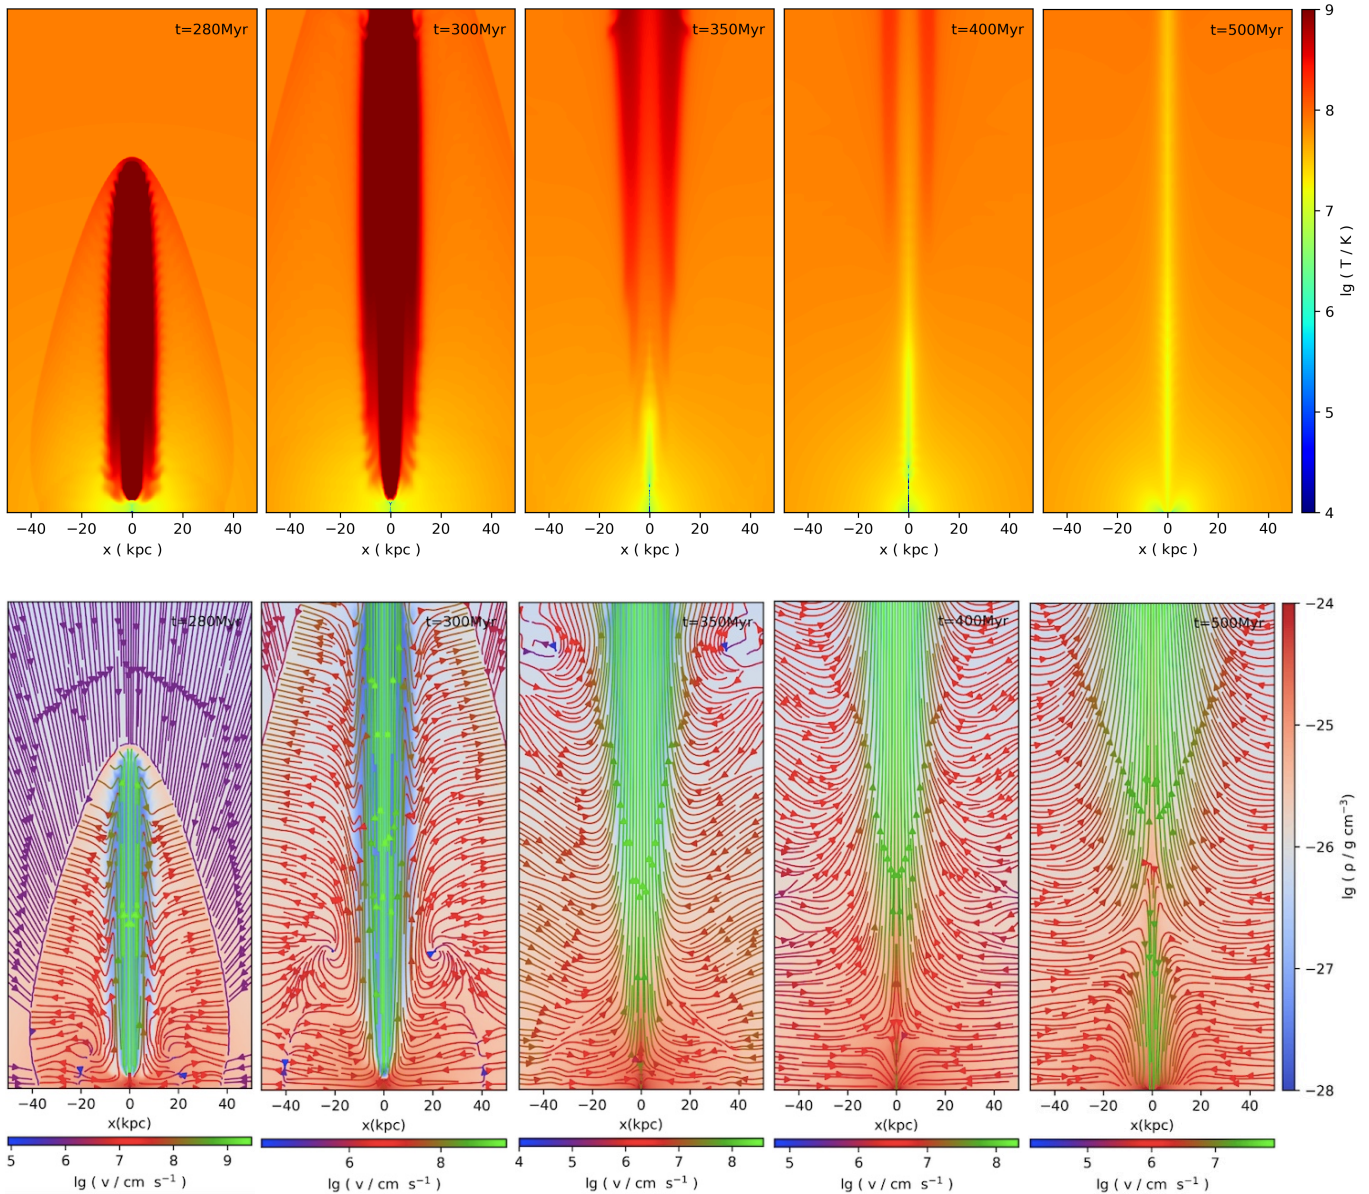 t=280Myr t=300Myr t=350Myr t=400Myr t=500Myr
9
8
7
6
5
4
lg ( T / K )
−40 −20 0 20 40 −40 −20 0 20 40 −40 −20 0 20 40 −40 −20 0 20 40 −40 −20 0 20 40
x ( kpc ) x ( kpc ) x ( kpc ) x ( kpc ) x ( kpc )
t=280Myr t=300Myr t=350Myr t=400Myr t=500Myr
−24
−25
−26
−27
−28
lg ( ρ / g cm⁻³)
−40 −20 0 20 40 −40 −20 0 20 40 −40 −20 0 20 40 −40 −20 0 20 40 −40 −20 0 20 40
x(kpc) x(kpc) x(kpc) x(kpc) x(kpc)
5 6 7 8 9 6 8 4 5 6 7 8 5 6 7 8 5 6 7
lg ( v / cm s⁻¹ ) lg ( v / cm s⁻¹ ) lg ( v / cm s⁻¹ ) lg ( v / cm s⁻¹ ) lg ( v / cm s⁻¹ )